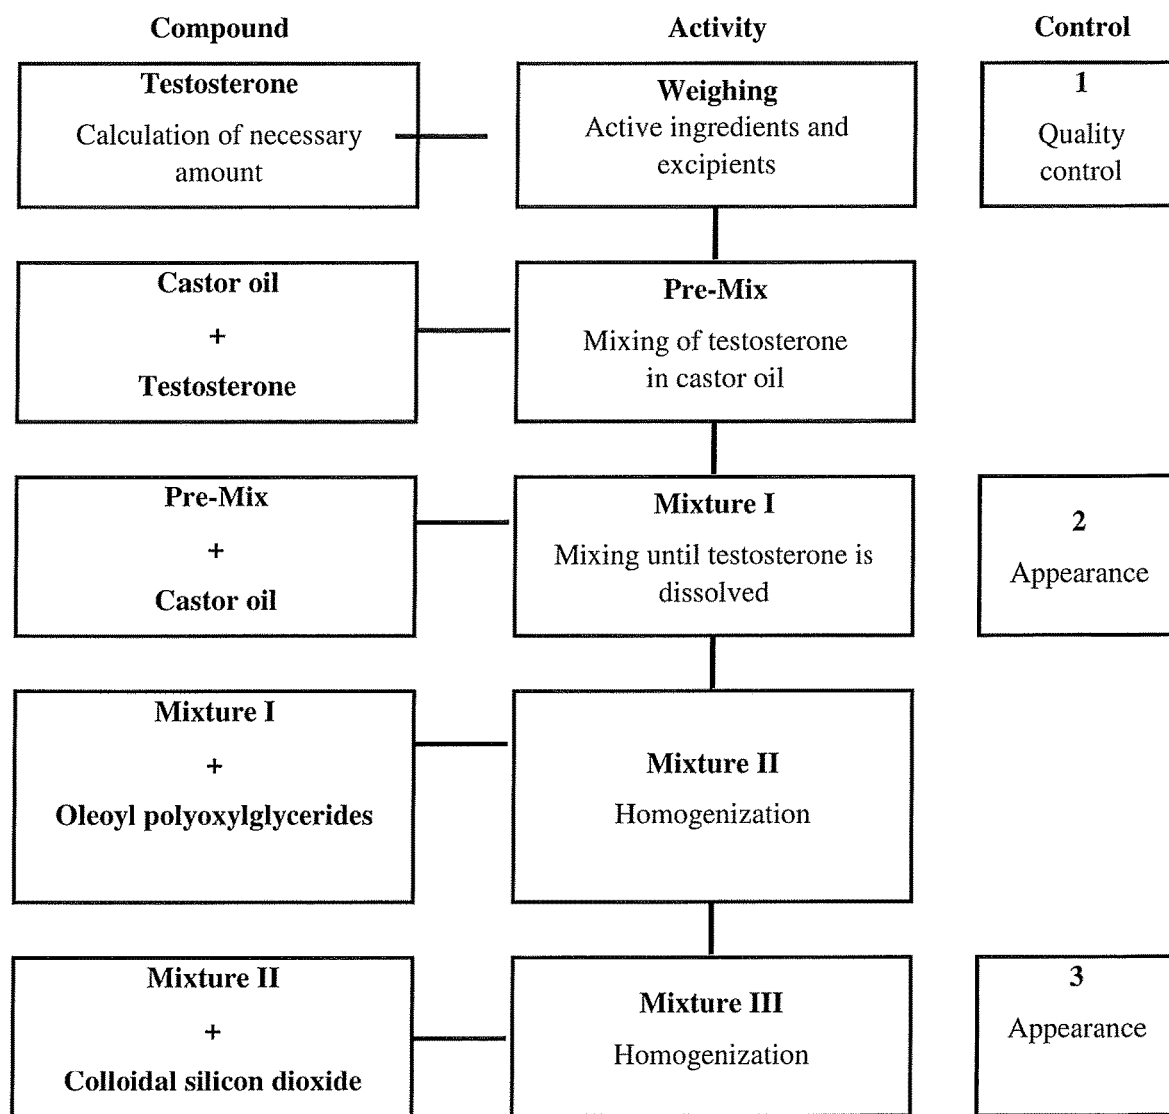 Compound
Activity
Control
Testosterone
Calculation of necessary
amount
Weighing
Active ingredients and
excipients
1
Quality
control
Castor oil
+
Testosterone
Pre-Mix
Mixing of testosterone
in castor oil
Pre-Mix
+
Castor oil
Mixture I
Mixing until testosterone is
dissolved
2
Appearance
Mixture I
+
Oleoyl polyoxylglycerides
Mixture II
Homogenization
Mixture II
+
Colloidal silicon dioxide
Mixture III
Homogenization
3
Appearance